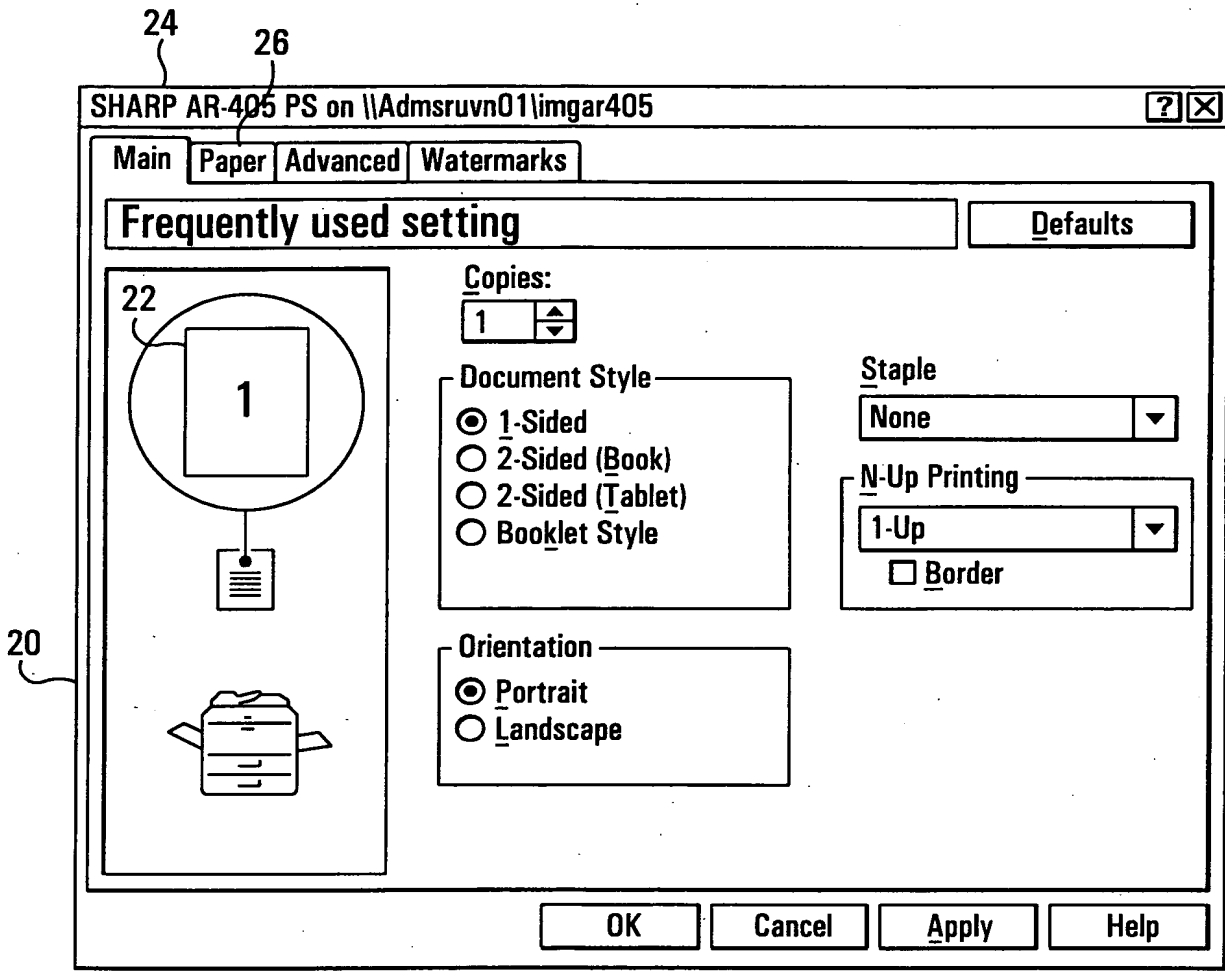 24
26
SHARP AR-405 PS on \\Admsruvn01\imgar405
Main Paper Advanced Watermarks
Frequently used setting
Defaults
22
1
Copies:
1
Document Style
1-Sided
2-Sided (Book)
2-Sided (Tablet)
Booklet Style
Staple
None
N-Up Printing
1-Up
Border
20
Orientation
Portrait
Landscape
OK Cancel Apply Help